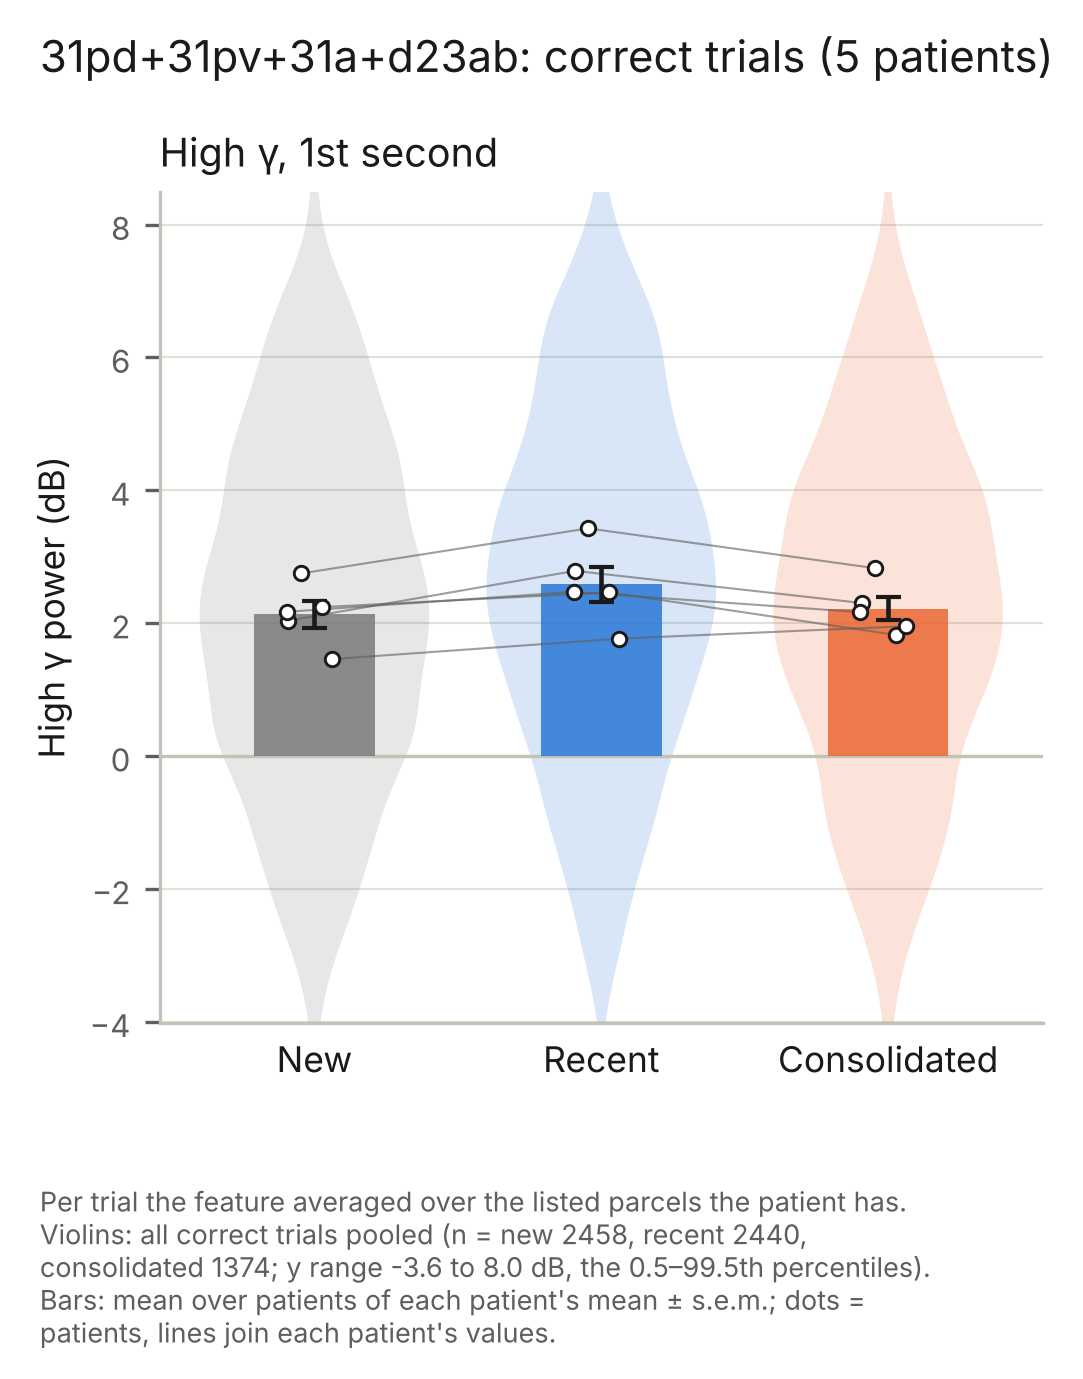 31pd+31pv+31a+d23ab: correct trials (5 patients)
High γ, 1st second
High γ power (dB)
8
6
4
2
0
−2
−4
New
Recent
Consolidated
Per trial the feature averaged over the listed parcels the patient has.
Violins: all correct trials pooled (n = new 2458, recent 2440,
consolidated 1374; y range -3.6 to 8.0 dB, the 0.5–99.5th percentiles).
Bars: mean over patients of each patient's mean ± s.e.m.; dots =
patients, lines join each patient's values.